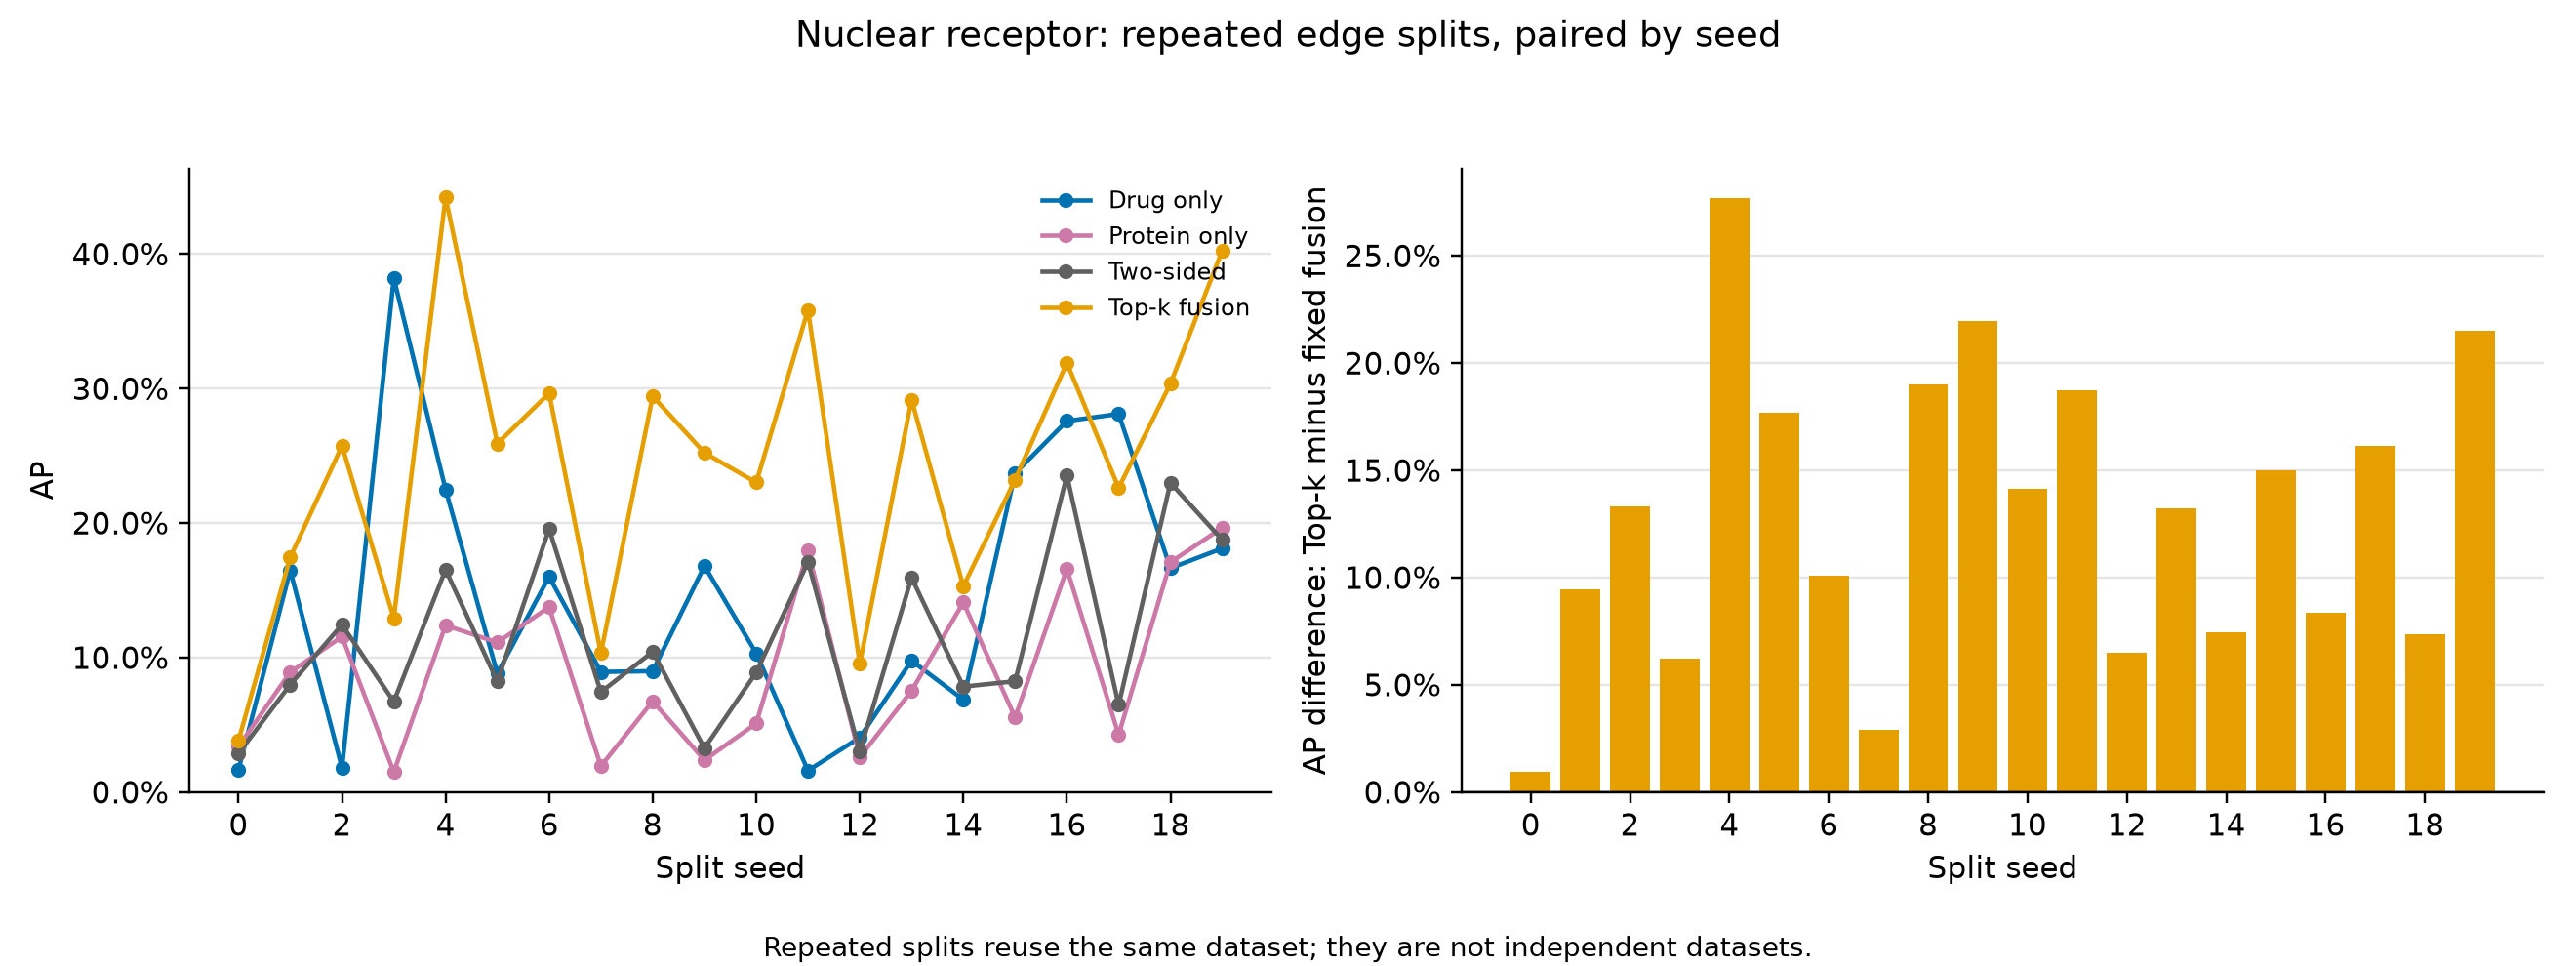 Nuclear receptor: repeated edge splits, paired by seed
AP
40.0%
30.0%
20.0%
10.0%
0.0%
0 2 4 6 8 10 12 14 16 18
Split seed
Drug only
Protein only
Two-sided
Top-k fusion
AP difference: Top-k minus fixed fusion
25.0%
20.0%
15.0%
10.0%
5.0%
0.0%
0 2 4 6 8 10 12 14 16 18
Split seed
Repeated splits reuse the same dataset; they are not independent datasets.